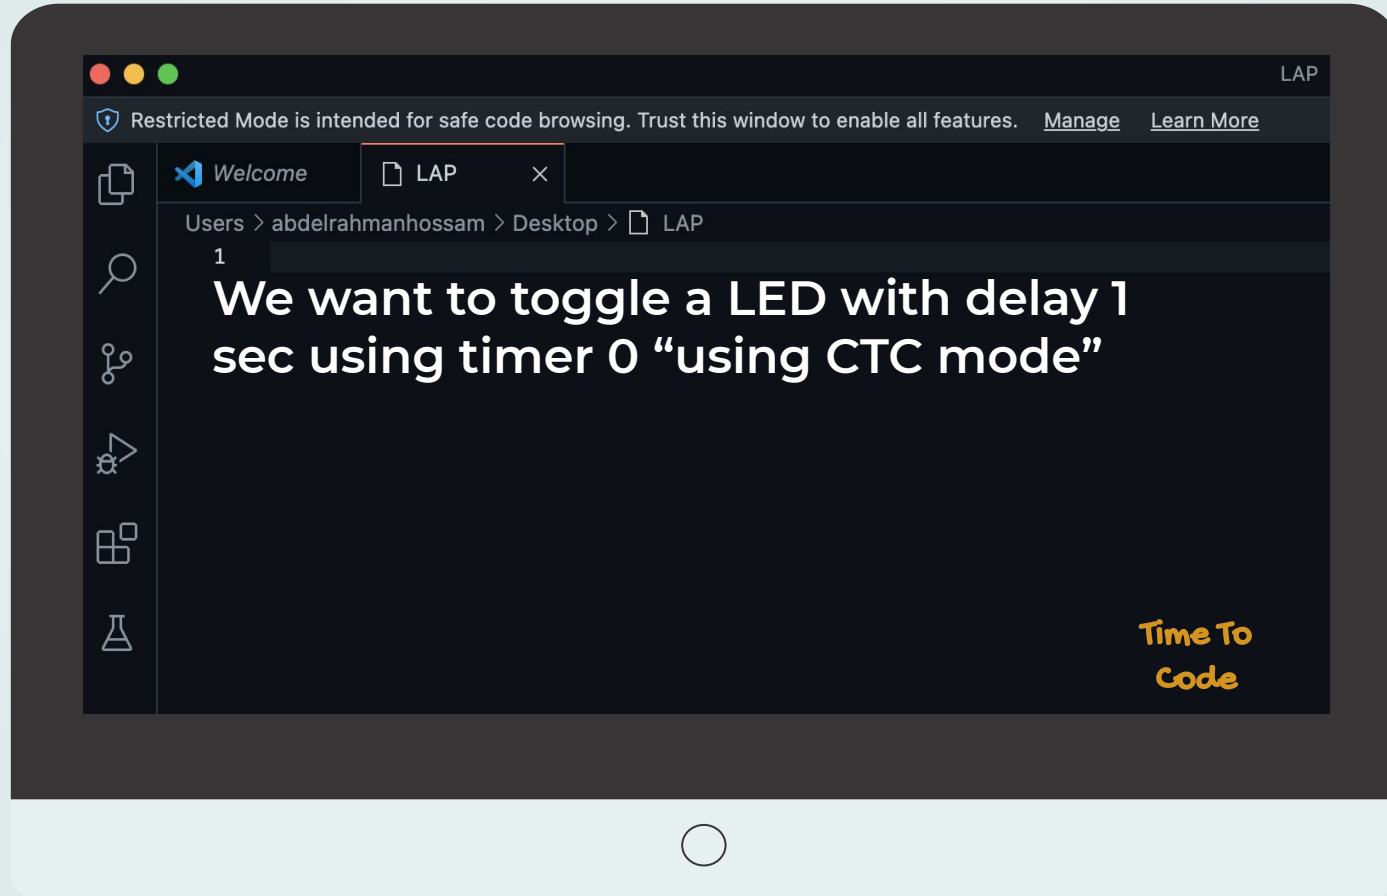 LAP
Restricted Mode is intended for safe code browsing. Trust this window to enable all features. Manage Learn More
Welcome LAP
Users > abdelrahmanhossam > Desktop > LAP
1
We want to toggle a LED with delay 1
sec using timer 0 “using CTC mode”
Time To
Code